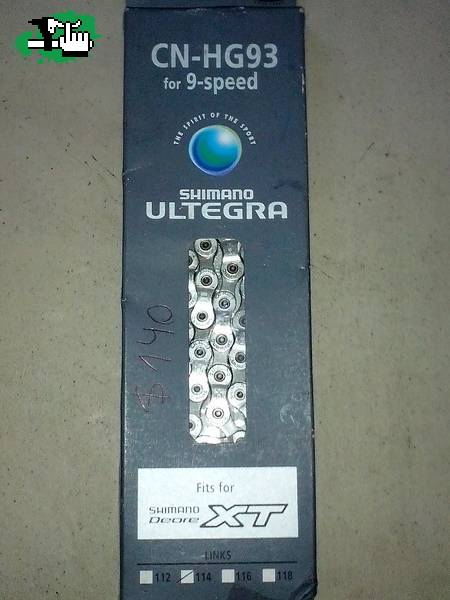 CN-HG93
for 9-speed
THE SPIRIT OF THE SPORT
SHIMANO
ULTEGRA
$140
Fits for
SHIMANO
Deore XT
LINKS
112 114 116 118